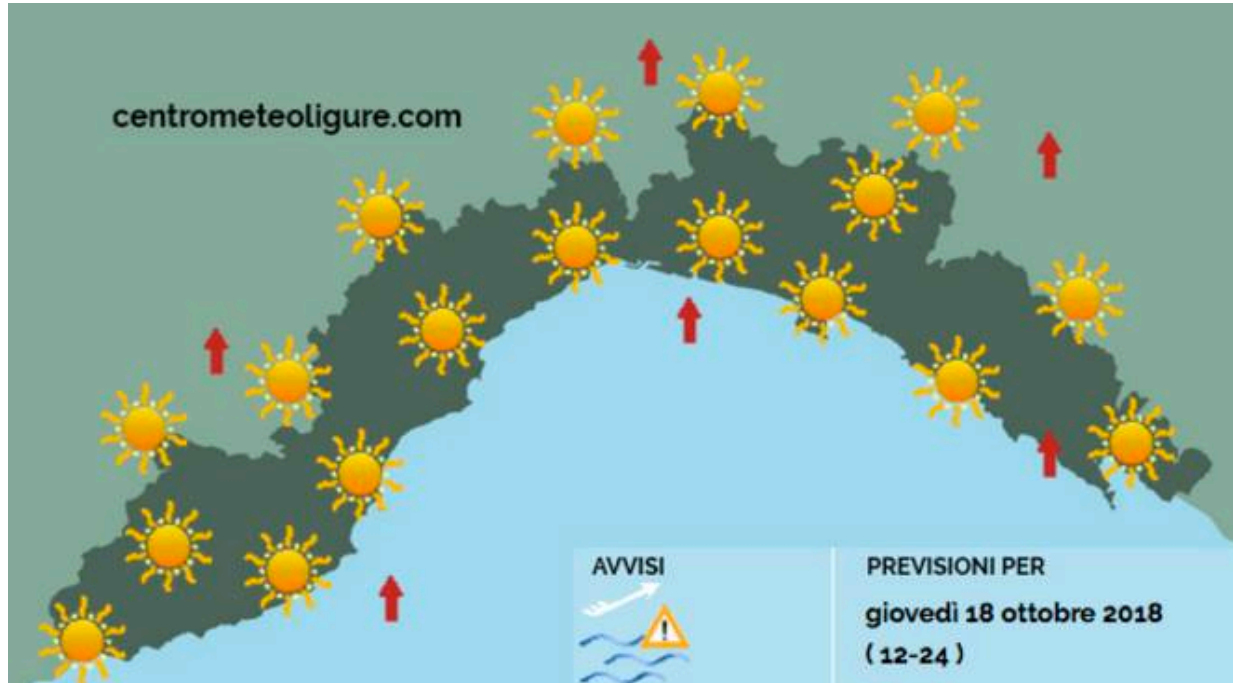 centrometeoligure.com
AVVISI
PREVISIONI PER
giovedì 18 ottobre 2018
( 12-24 )